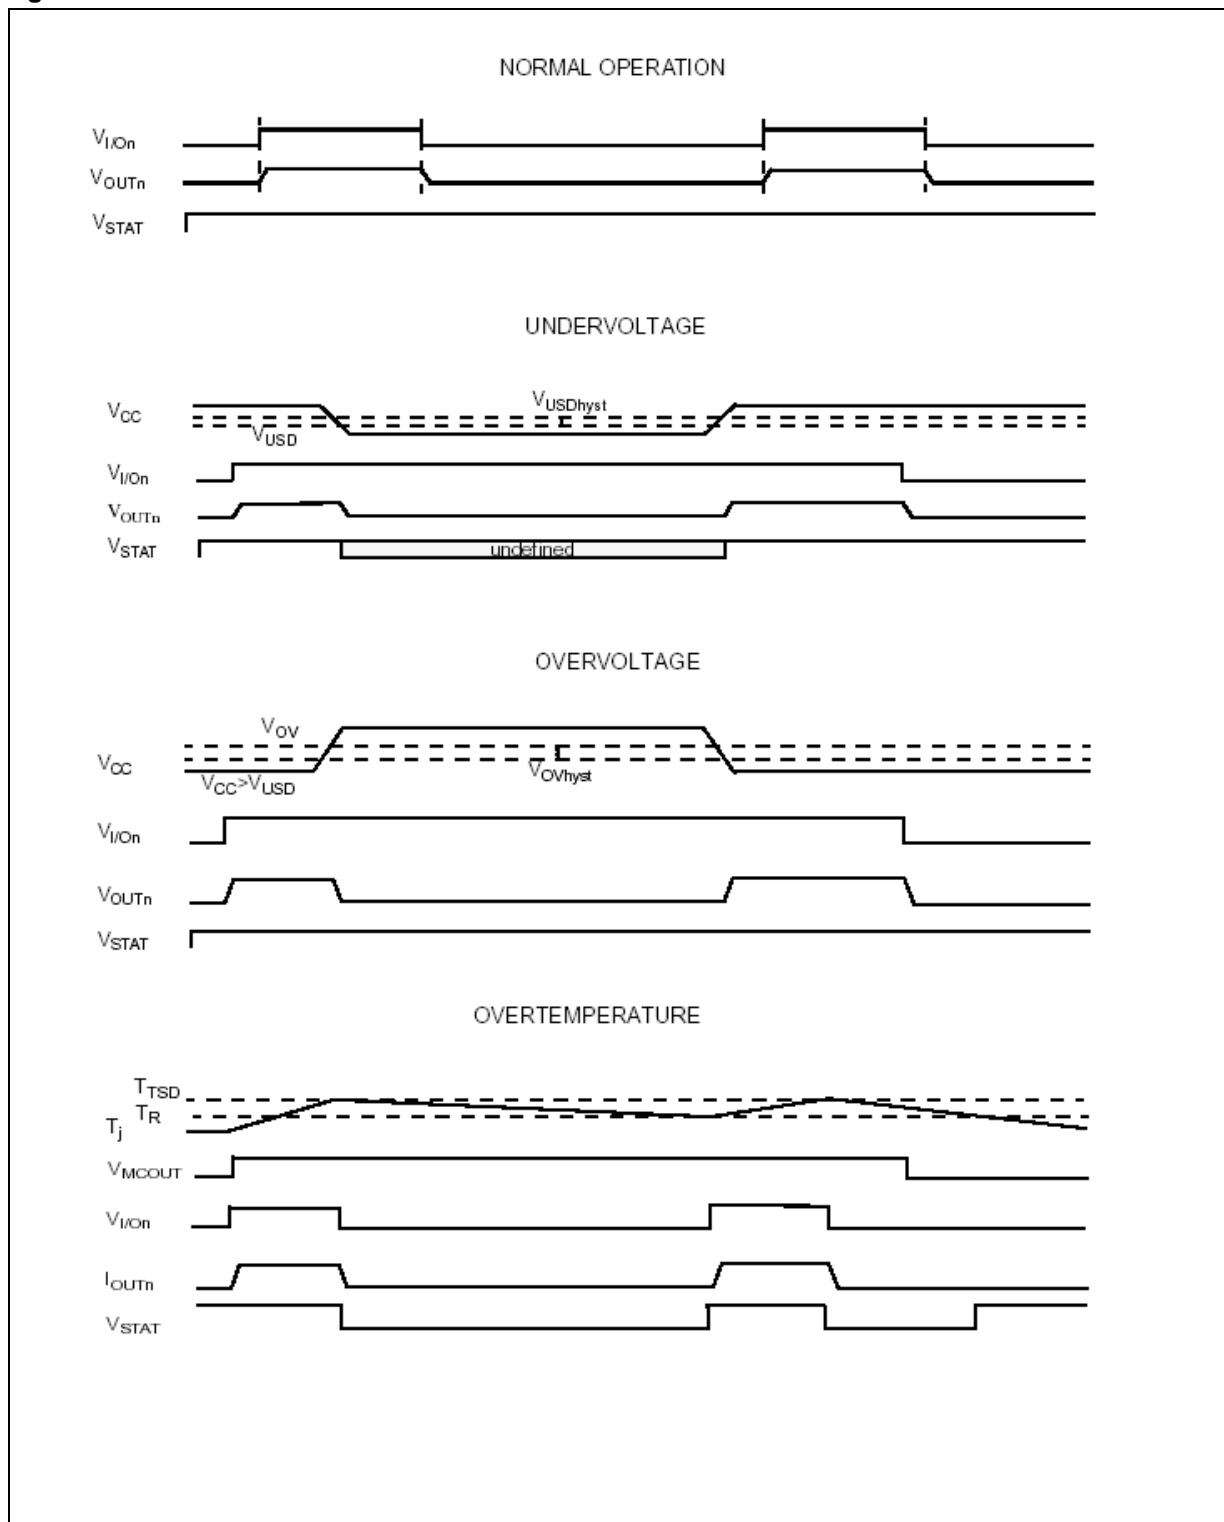 NORMAL OPERATION
VI/On
VOUTn
VSTAT
UNDERVOLTAGE
VCC
VUSDhyst
VUSD
VI/On
VOUTn
VSTAT
undefined
OVERVOLTAGE
VOV
VCC
VCC>VUSD
VOVhyst
VI/On
VOUTn
VSTAT
OVERTEMPERATURE
TTSD
TR
Tj
VMCOUT
VI/On
IOUTn
VSTAT